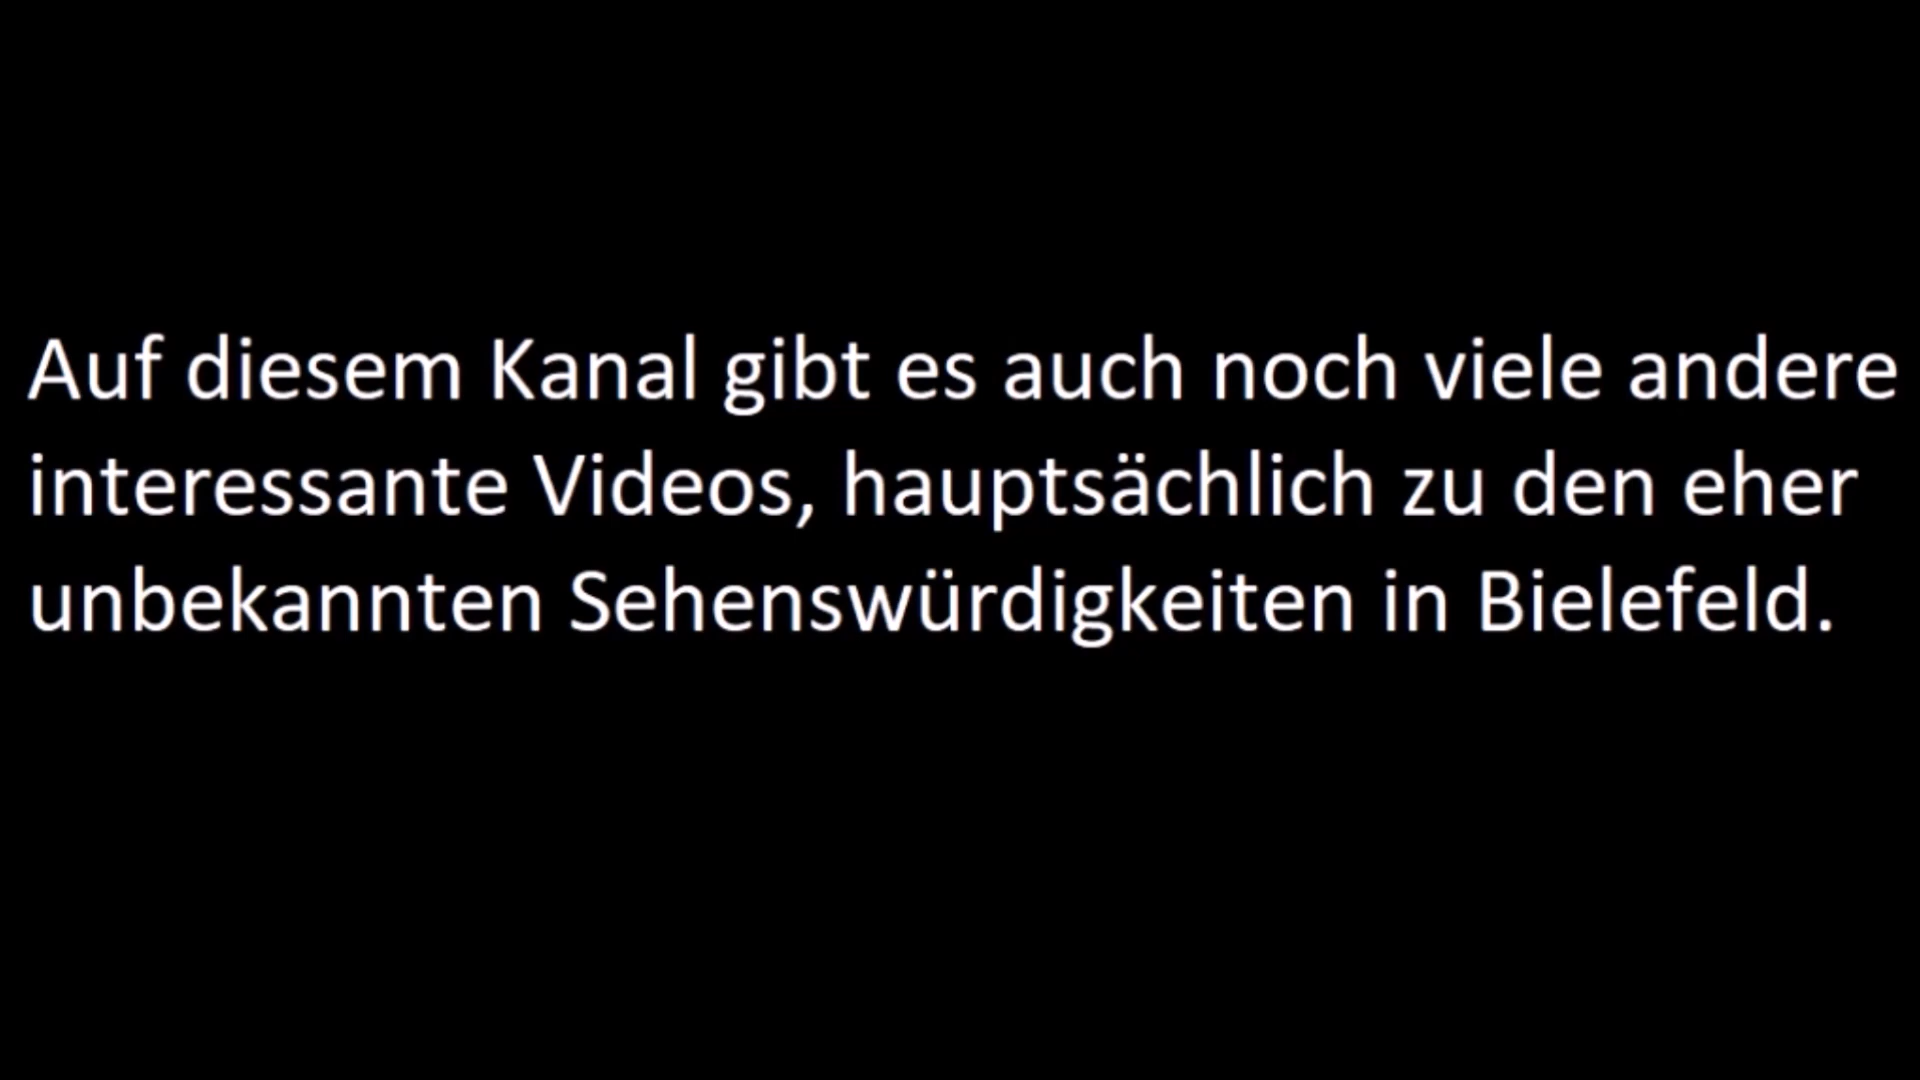 Auf diesem Kanal gibt es auch noch viele andere
interessante Videos, hauptsächlich zu den eher
unbekannten Sehenswürdigkeiten in Bielefeld.